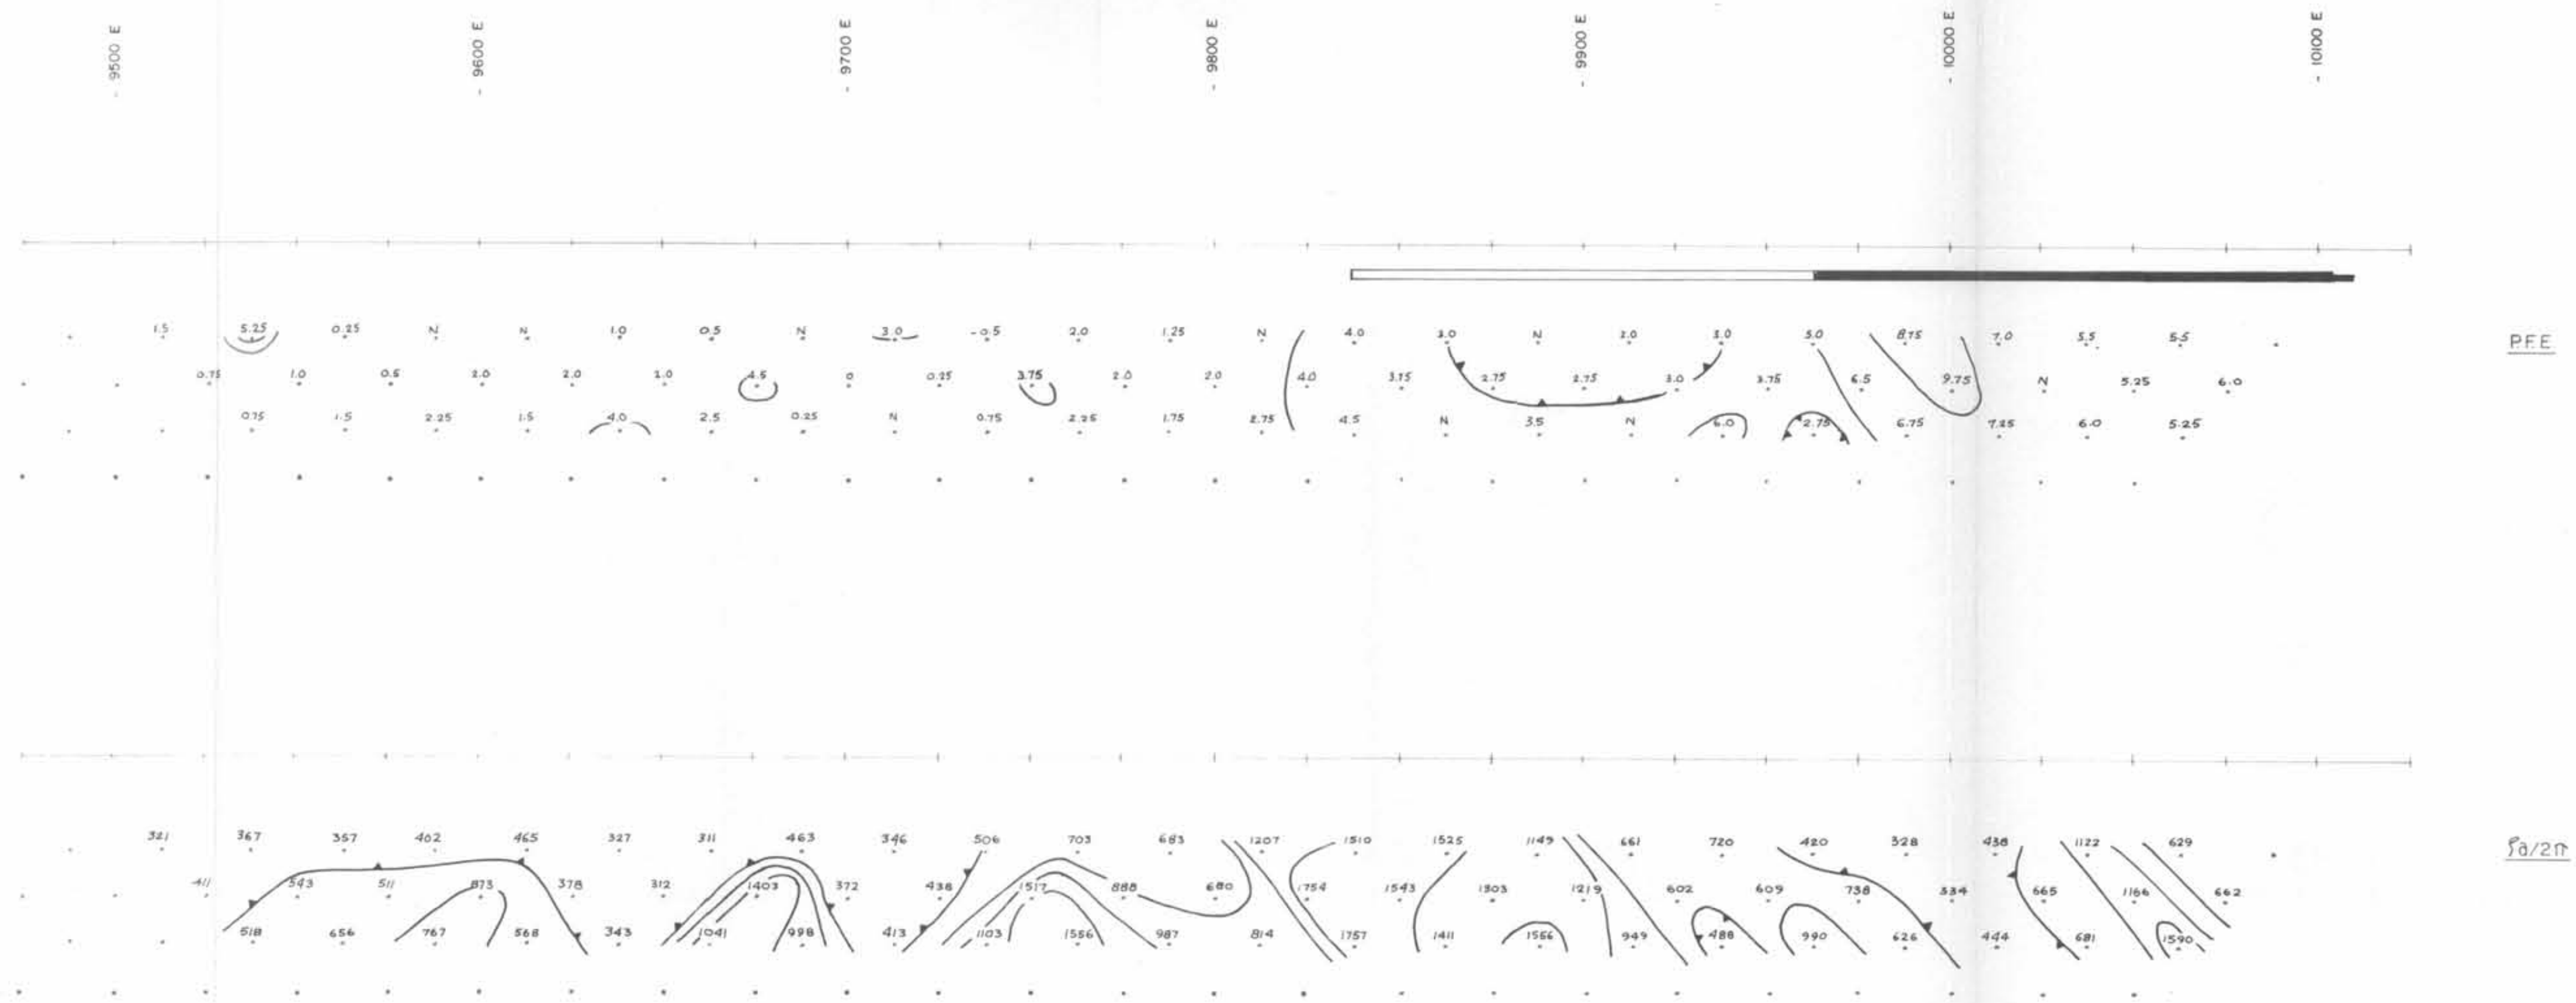 - 9500 E - 9600 E - 9700 E - 9800 E - 9900 E - 10000 E - 10100 E
1.5 5.25 0.25 N N 1.0 0.5 N 3.0 -0.5 2.0 1.25 N 4.0 3.0 N 2.0 3.0 5.0 8.75 7.0 5.5 5.5
P.F.E
0.75 1.0 0.5 2.0 2.0 1.0 4.5 0 0.25 3.75 2.0 2.0 4.0 3.75 2.75 2.75 3.0 3.75 6.5 9.75 N 5.25 6.0
0.75 1.5 2.25 1.5 4.0 2.5 0.25 N 0.75 2.25 1.75 2.75 4.5 N 3.5 N 6.0 2.75 6.75 7.25 6.0 5.25
321 367 357 402 465 327 311 463 346 506 703 683 1207 1510 1525 1149 661 720 420 328 438 1122 629
ρa/2π
411 543 511 873 378 312 1403 372 438 1517 888 680 1754 1543 1303 1219 602 609 738 334 665 1166 662
518 656 767 568 343 1041 998 413 1103 1556 987 814 1757 1411 1556 949 488 990 626 444 681 1590